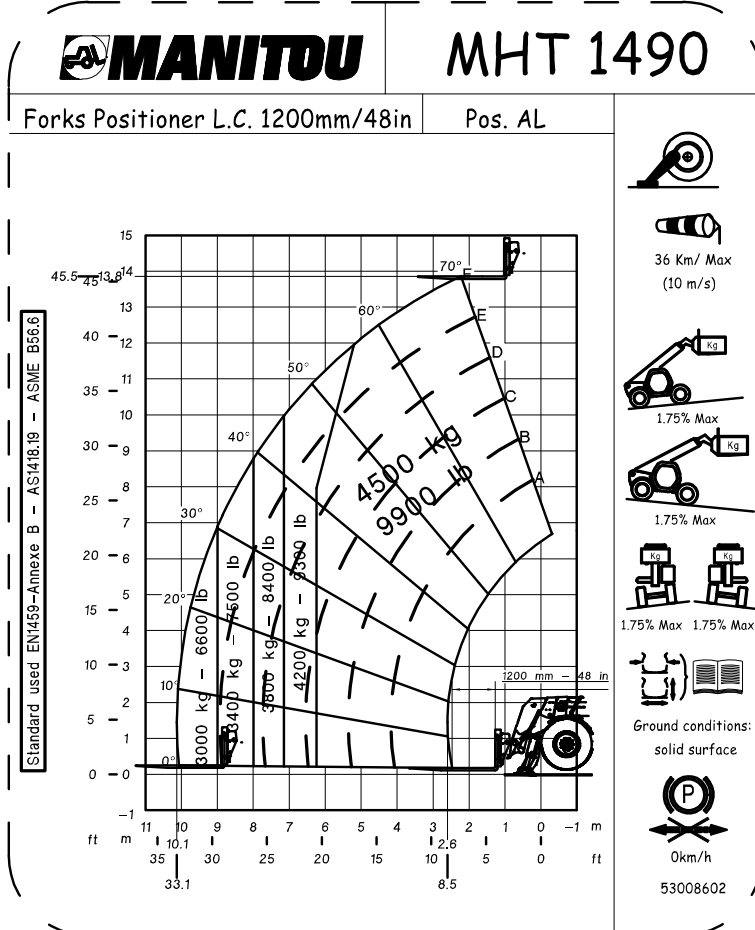 MANITOU
MHT 1490
Forks Positioner L.C. 1200mm/48in
Pos. AL
36 Km/ Max
(10 m/s)
Kg
1.75% Max
Kg
1.75% Max
Kg Kg
1.75% Max 1.75% Max
Ground conditions:
solid surface
P
0km/h
53008602
Standard used EN1459-Annexe B - AS1418.19 - ASME B56.6
15
45.5 13.8 14
45
13
40 12
35 11
10
30 9
8
25
7
20 6
5
15
4
10 3
2
5
1
0 0
-1
ft m
70°
60°
50°
40°
30°
20°
10°
0°
F
E
D
C
B
A
4500 kg
9900 lb
3000 kg - 6600 lb
3400 kg - 7500 lb
3800 kg - 8400 lb
4200 kg - 9300 lb
1200 mm - 48 in
11 10 9 8 7 6 5 4 3 2 1 0 -1 m
10.1 2.6
35 30 25 20 15 10 5 0 ft
33.1 8.5